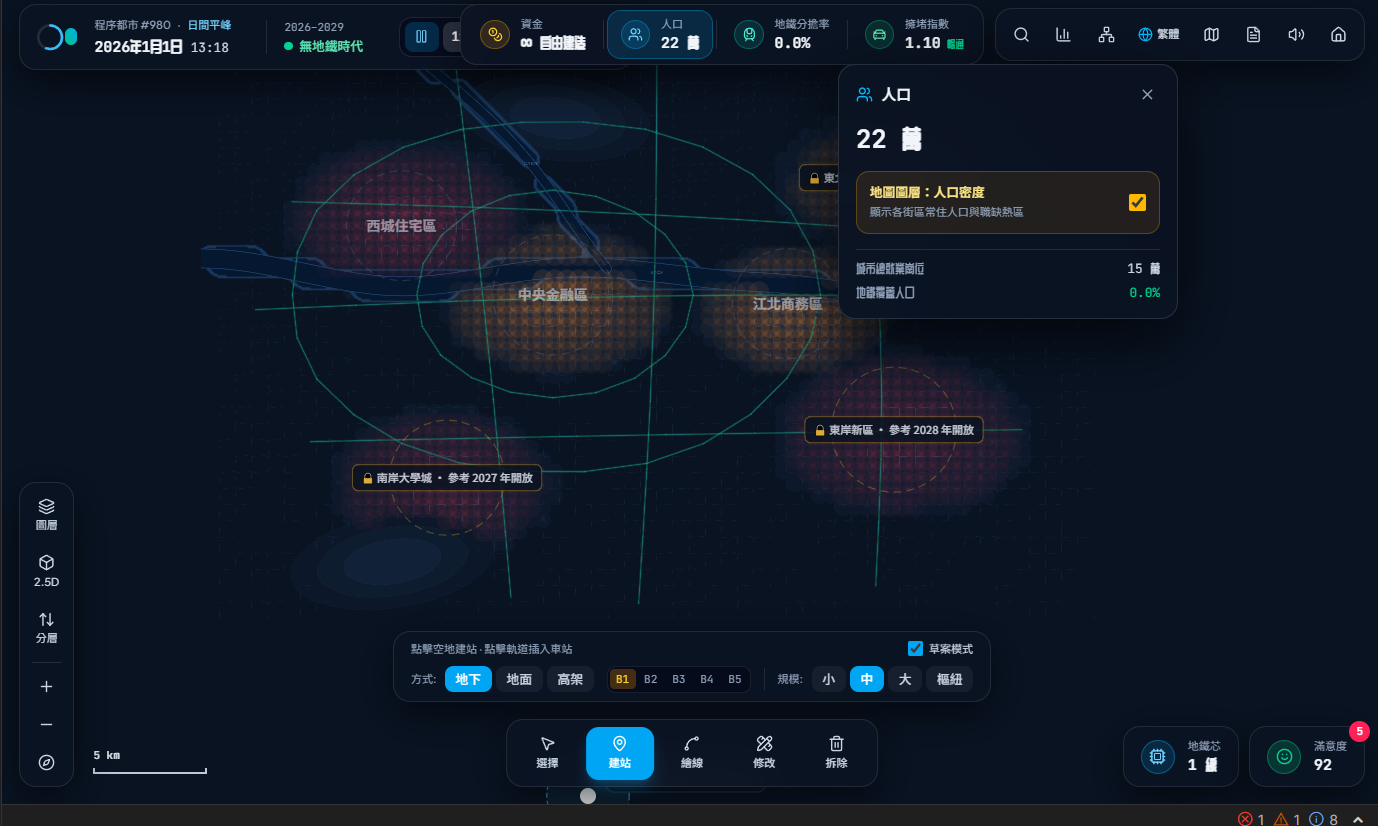 程序都市 #980 · 日間平峰
2026年1月1日 13:18
2026–2029
無地鐵時代
資金
∞ 自由建造
人口
22 萬
地鐵分擔率
0.0%
擁堵指數
1.10 暢通
繁體
人口
22 萬
地圖圖層：人口密度
顯示各街區常住人口與職缺熱區
城市總就業崗位 15 萬
地鐵覆蓋人口 0.0%
西城住宅區
中央金融區
江北商務區
東岸新區 · 參考 2028 年開放
南岸大學城 · 參考 2027 年開放
圖層
2.5D
分層
5 km
點擊空地建站 · 點擊軌道插入車站
草案模式
方式: 地下 地面 高架 B1 B2 B3 B4 B5 規模: 小 中 大 樞紐
選擇 建站 繪線 修改 拆除
地鐵芯
1 級
滿意度
92
5
1 1 8